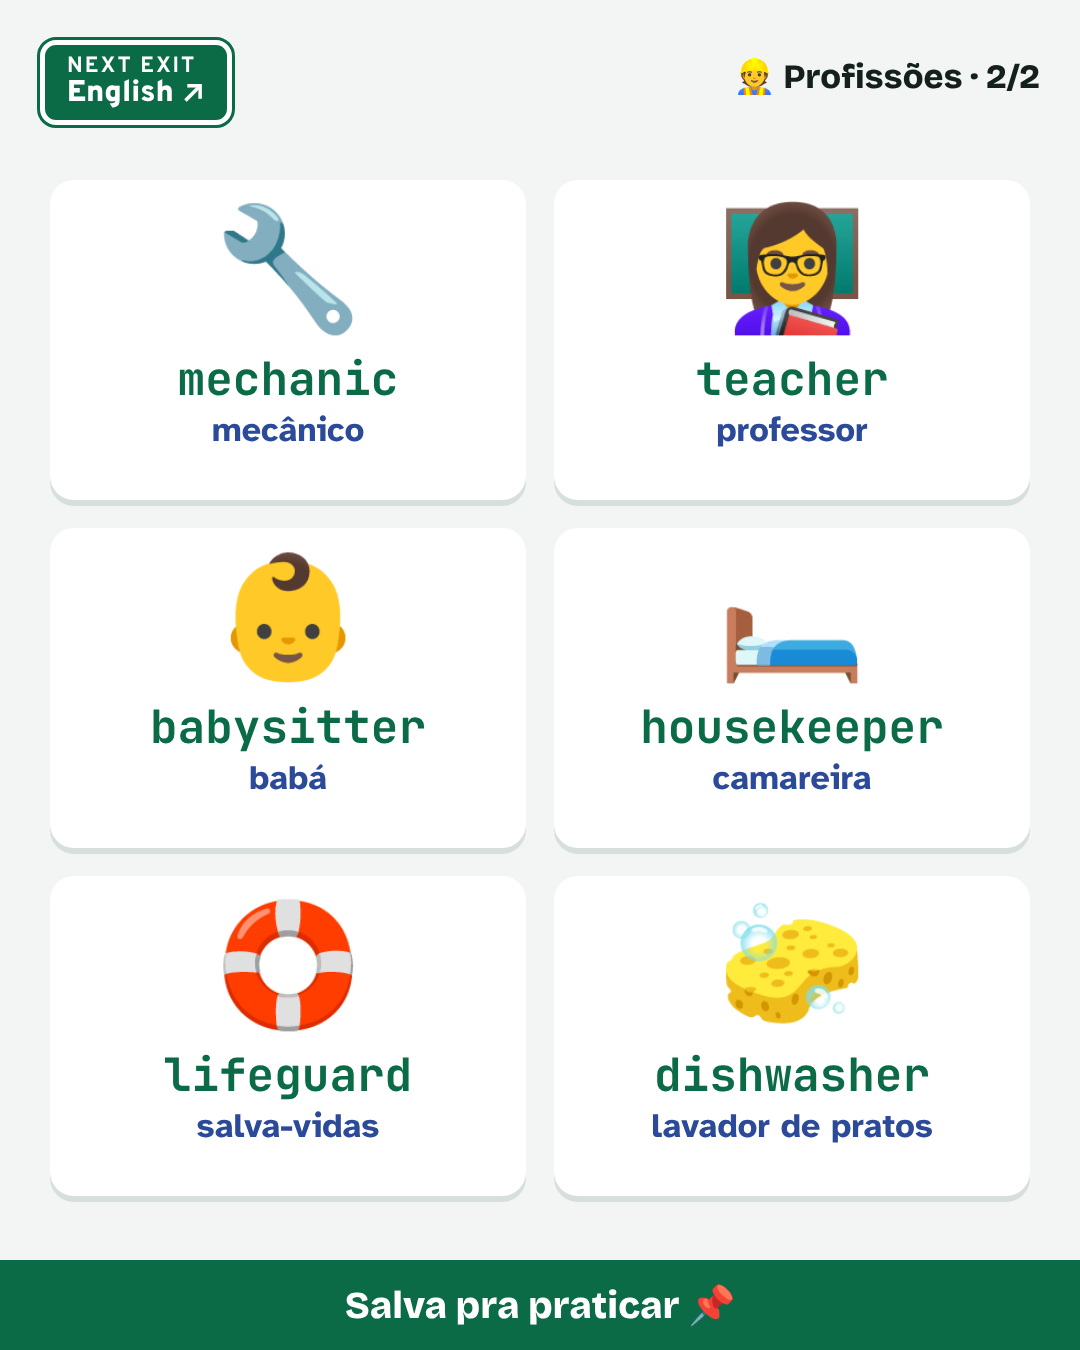 NEXT EXIT
English ↗
👷 Profissões · 2/2
mechanic
mecânico
teacher
professor
babysitter
babá
housekeeper
camareira
lifeguard
salva-vidas
dishwasher
lavador de pratos
Salva pra praticar 📌